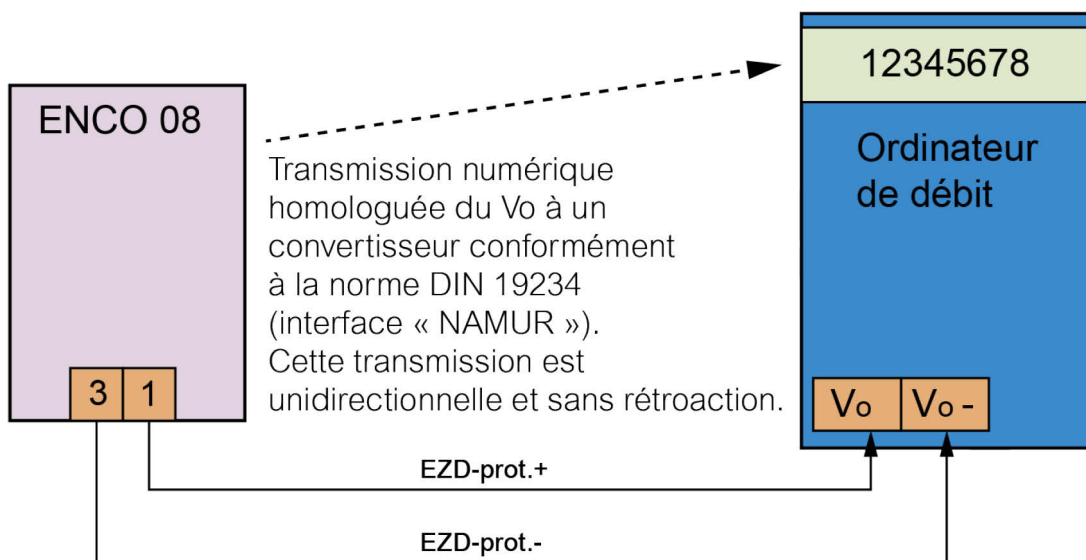 ENCO 08
12345678
Ordinateur
de débit
Transmission numérique
homologuée du Vo à un
convertisseur conformément
à la norme DIN 19234
(interface « NAMUR »).
Cette transmission est
unidirectionnelle et sans rétroaction.
3 1
Vo Vo -
EZD-prot.+
EZD-prot.-